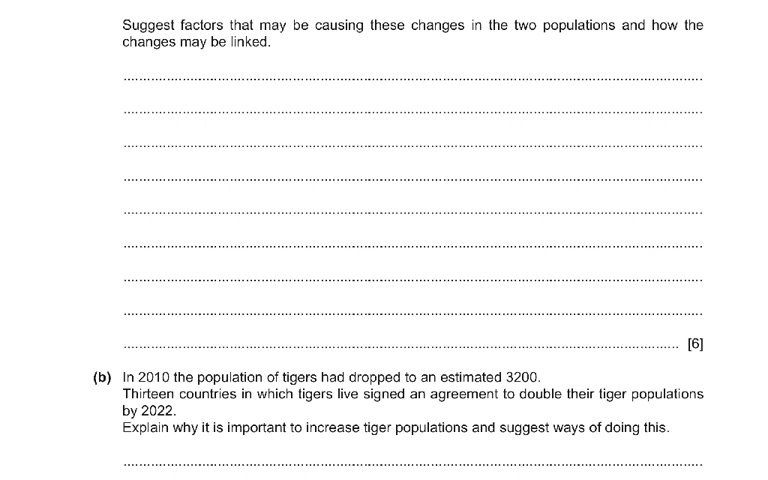 Suggest factors that may be causing these changes in the two populations and how the
changes may be linked.
[6]
(b) In 2010 the population of tigers had dropped to an estimated 3200.
Thirteen countries in which tigers live signed an agreement to double their tiger populations
by 2022.
Explain why it is important to increase tiger populations and suggest ways of doing this.